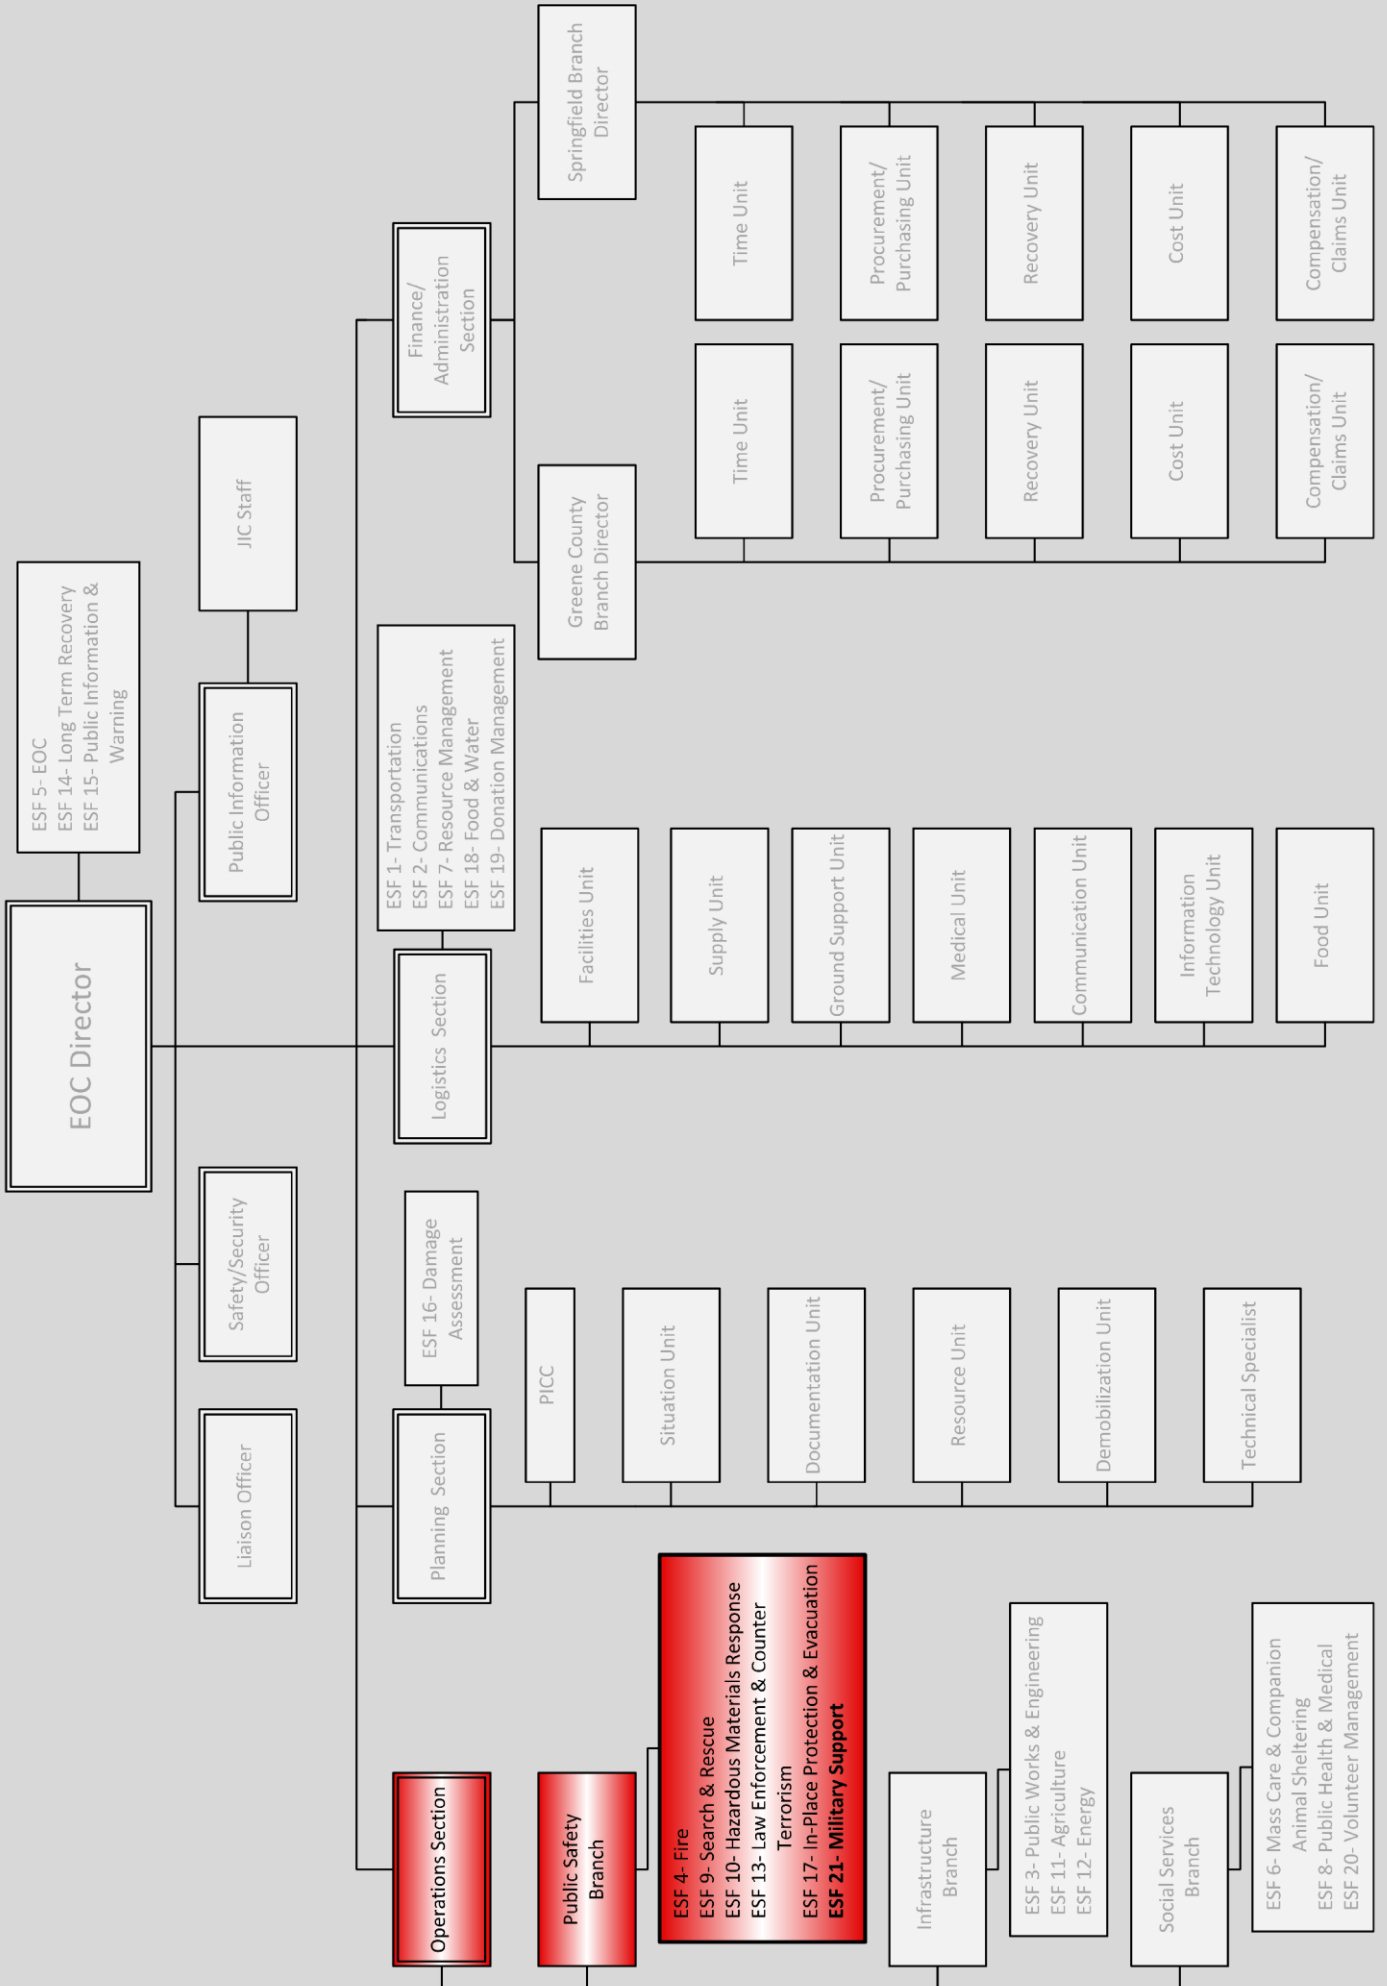 EOC Director
ESF 5- EOC
ESF 14- Long Term Recovery
ESF 15- Public Information &
Warning
Liaison Officer
Safety/Security
Officer
Public Information
Officer
JIC Staff
Operations Section
Planning Section
ESF 16- Damage
Assessment
Logistics Section
ESF 1- Transportation
ESF 2- Communications
ESF 7- Resource Management
ESF 18- Food & Water
ESF 19- Donation Management
Finance/
Administration
Section
Public Safety
Branch
ESF 4- Fire
ESF 9- Search & Rescue
ESF 10- Hazardous Materials Response
ESF 13- Law Enforcement & Counter
Terrorism
ESF 17- In-Place Protection & Evacuation
ESF 21- Military Support
Infrastructure
Branch
ESF 3- Public Works & Engineering
ESF 11- Agriculture
ESF 12- Energy
Social Services
Branch
ESF 6- Mass Care & Companion
Animal Sheltering
ESF 8- Public Health & Medical
ESF 20- Volunteer Management
PICC
Situation Unit
Documentation Unit
Resource Unit
Demobilization Unit
Technical Specialist
Facilities Unit
Supply Unit
Ground Support Unit
Medical Unit
Communication Unit
Information
Technology Unit
Food Unit
Greene County
Branch Director
Time Unit
Procurement/
Purchasing Unit
Recovery Unit
Cost Unit
Compensation/
Claims Unit
Springfield Branch
Director
Time Unit
Procurement/
Purchasing Unit
Recovery Unit
Cost Unit
Compensation/
Claims Unit